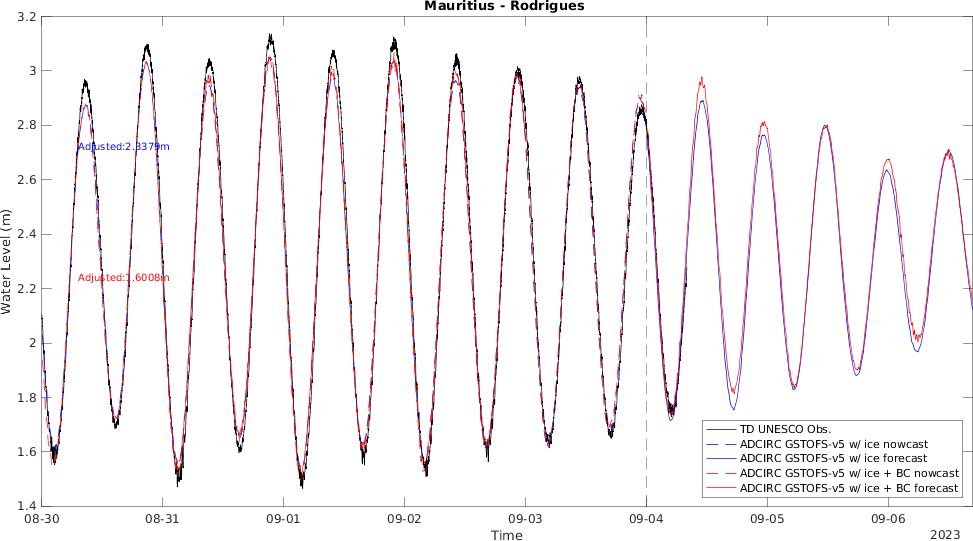 Mauritius - Rodrigues
3.2
3
2.8
2.6
2.4
2.2
2
1.8
1.6
1.4
Water Level (m)
Adjusted:2.3379m
Adjusted:1.6008m
TD UNESCO Obs.
ADCIRC GSTOFS-v5 w/ ice nowcast
ADCIRC GSTOFS-v5 w/ ice forecast
ADCIRC GSTOFS-v5 w/ ice + BC nowcast
ADCIRC GSTOFS-v5 w/ ice + BC forecast
08-30 08-31 09-01 09-02 09-03 09-04 09-05 09-06
Time
2023